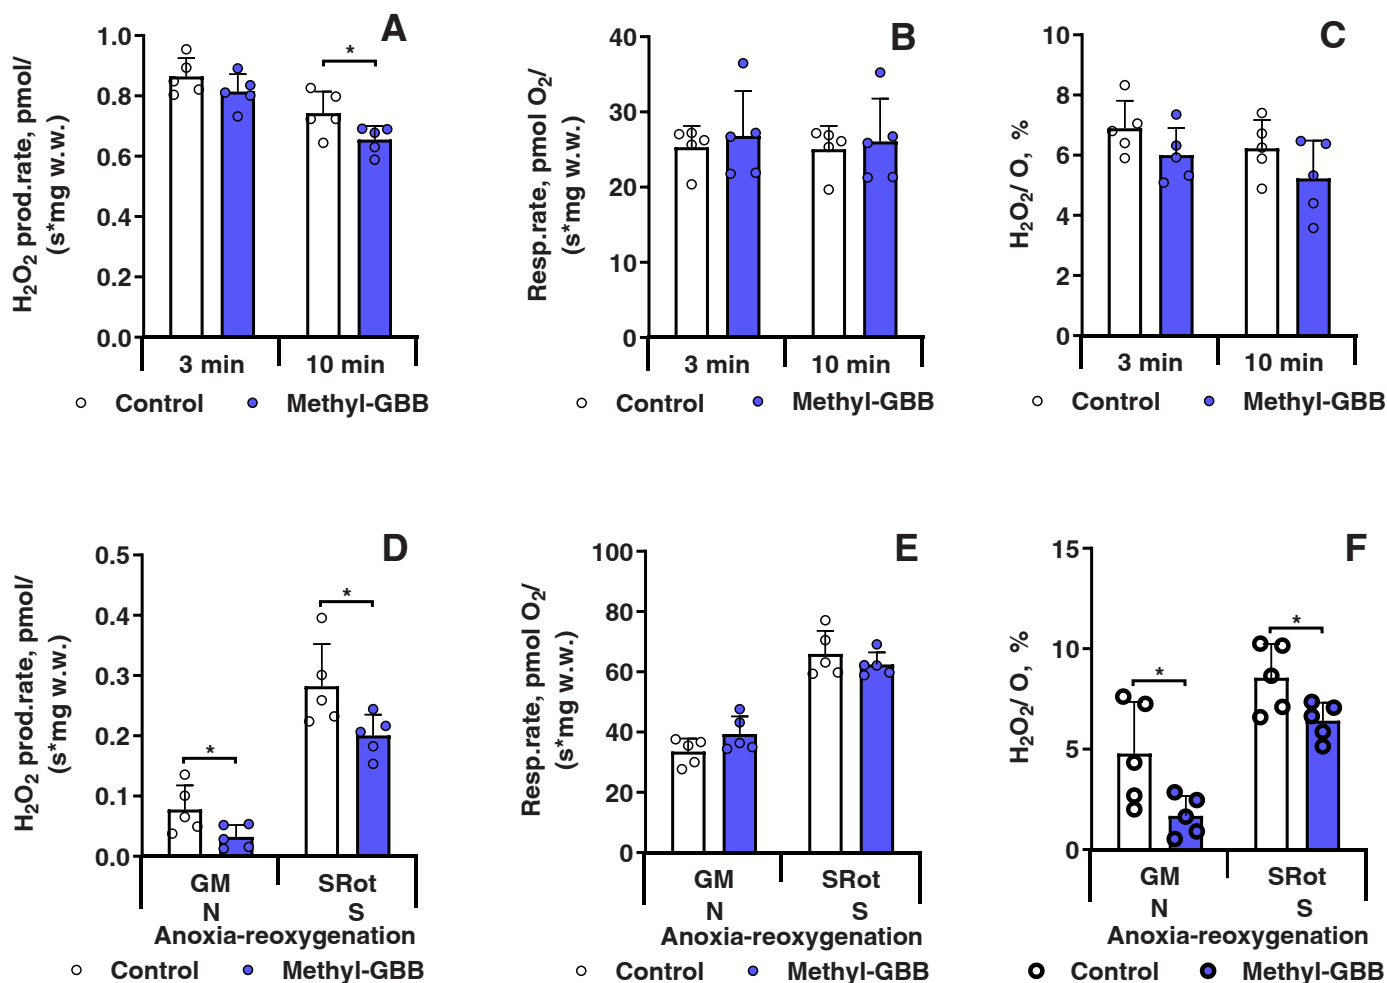 A
H2O2 prod.rate, pmol/
(s*mg w.w.)
1.0
0.8
0.6
0.4
0.2
0.0
*
3 min
10 min
Control
Methyl-GBB
B
Resp.rate, pmol O2/
(s*mg w.w.)
40
30
20
10
0
3 min
10 min
Control
Methyl-GBB
C
H2O2/ O, %
10
8
6
4
2
0
3 min
10 min
Control
Methyl-GBB
D
H2O2 prod.rate, pmol/
(s*mg w.w.)
0.5
0.4
0.3
0.2
0.1
0.0
*
*
GM
SRot
N
S
Anoxia-reoxygenation
Control
Methyl-GBB
E
Resp.rate, pmol O2/
(s*mg w.w.)
100
80
60
40
20
0
GM
SRot
N
S
Anoxia-reoxygenation
Control
Methyl-GBB
F
H2O2/ O, %
15
10
5
0
*
*
GM
SRot
N
S
Anoxia-reoxygenation
Control
Methyl-GBB